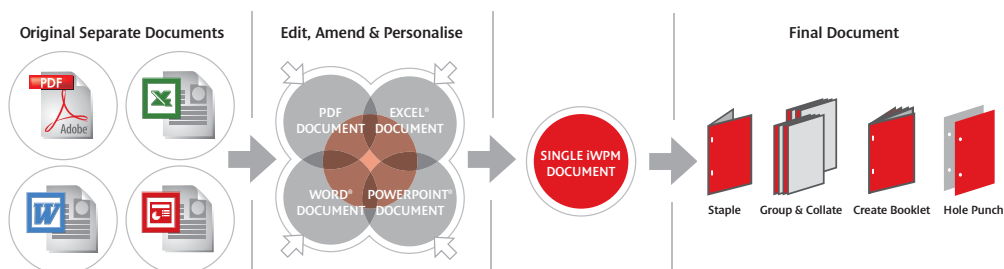 Original Separate Documents
PDF
Adobe
W
Edit, Amend & Personalise
PDF
DOCUMENT
EXCEL®
DOCUMENT
WORD®
DOCUMENT
POWERPOINT®
DOCUMENT
SINGLE iWPM
DOCUMENT
Final Document
Staple
Group & Collate
Create Booklet
Hole Punch